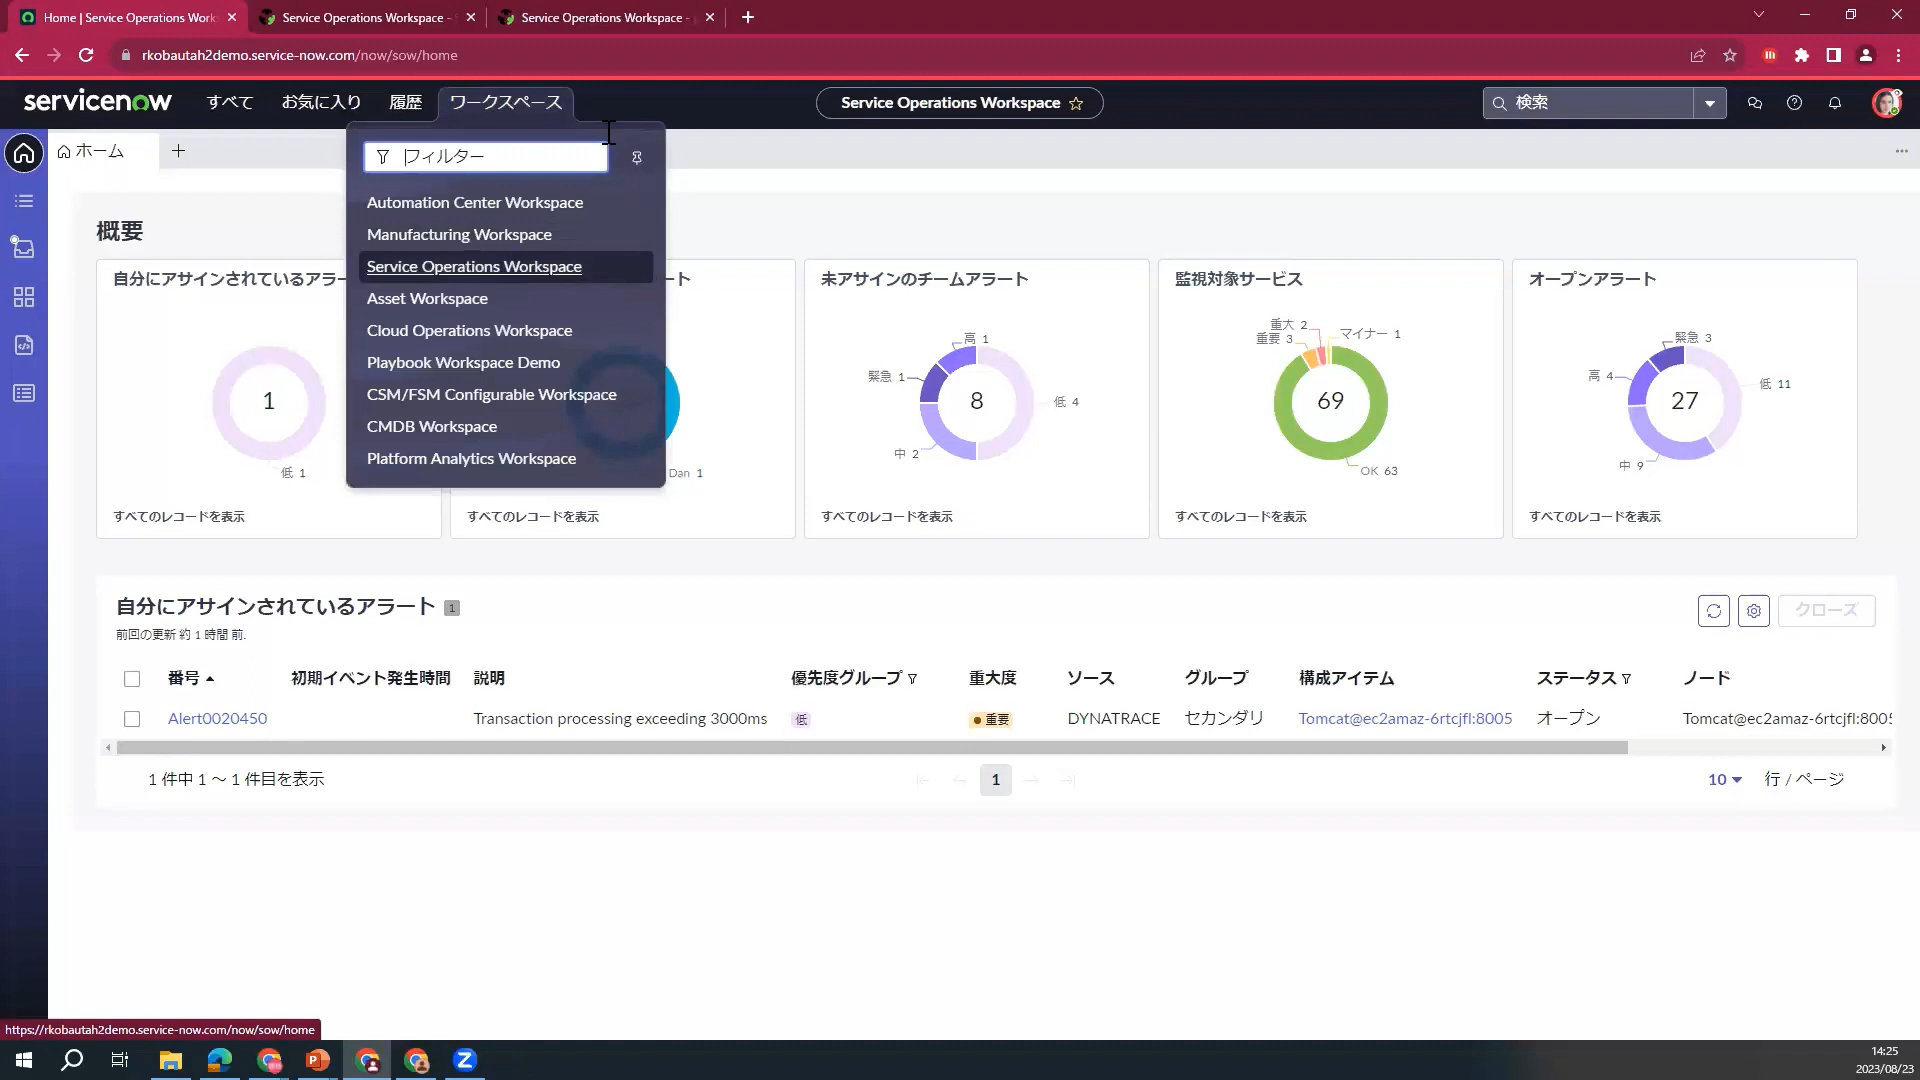 Home | Service Operations Work
Service Operations Workspace -
Service Operations Workspace -
rkobautah2demo.service-now.com/now/sow/home
servicenow
すべて
お気に入り
履歴
ワークスペース
Service Operations Workspace
検索
ホーム
フィルター
Automation Center Workspace
Manufacturing Workspace
Service Operations Workspace
Asset Workspace
Cloud Operations Workspace
Playbook Workspace Demo
CSM/FSM Configurable Workspace
CMDB Workspace
Platform Analytics Workspace
概要
自分にアサインされているアラー
1
低 1
すべてのレコードを表示
ート
Dan 1
すべてのレコードを表示
未アサインのチームアラート
高 1
緊急 1
8
低 4
中 2
すべてのレコードを表示
監視対象サービス
重大 2
重要 3
マイナー 1
69
OK 63
すべてのレコードを表示
オープンアラート
緊急 3
高 4
低 11
27
中 9
すべてのレコードを表示
自分にアサインされているアラート 1
前回の更新 約 1 時間 前.
クローズ
番号 初期イベント発生時間 説明 優先度グループ 重大度 ソース グループ 構成アイテム ステータス ノード
Alert0020450 Transaction processing exceeding 3000ms 低 重要 DYNATRACE セカンダリ Tomcat@ec2amaz-6rtcjfl:8005 オープン Tomcat@ec2amaz-6rtcjfl:8005
1 件中 1 ～ 1 件目を表示
1
10
行 / ページ
https://rkobautah2demo.service-now.com/now/sow/home
14:25
2023/08/23